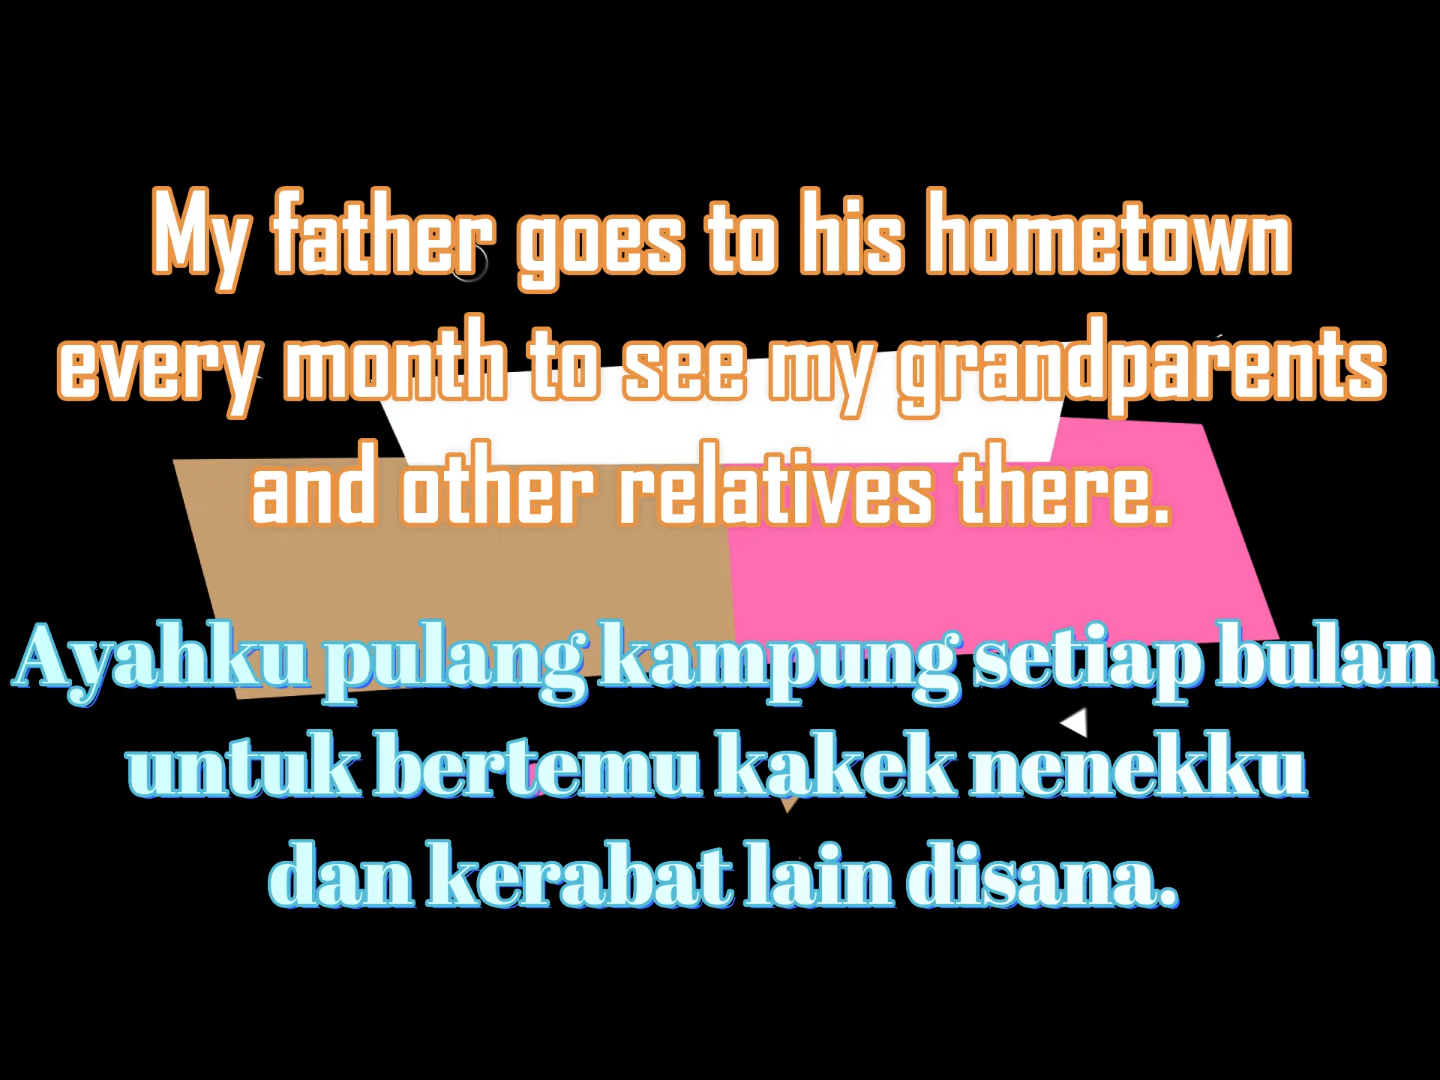 My father goes to his hometown
every month to see my grandparents
and other relatives there.
Ayahku pulang kampung setiap bulan
untuk bertemu kakek nenekku
dan kerabat lain disana.